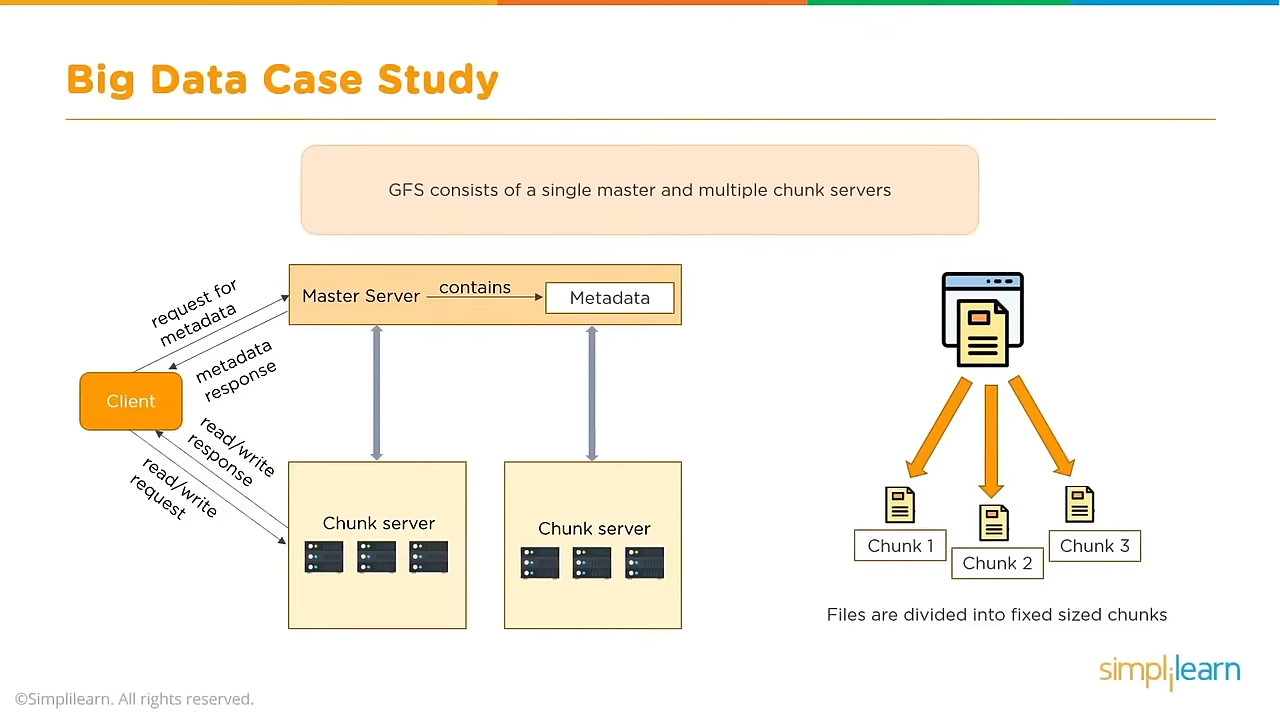 Big Data Case Study
GFS consists of a single master and multiple chunk servers
request for
metadata
metadata
response
Master Server
contains
Metadata
Client
read/write
response
read/write
request
Chunk server
Chunk server
Chunk 1
Chunk 2
Chunk 3
Files are divided into fixed sized chunks
simplilearn
©Simplilearn. All rights reserved.